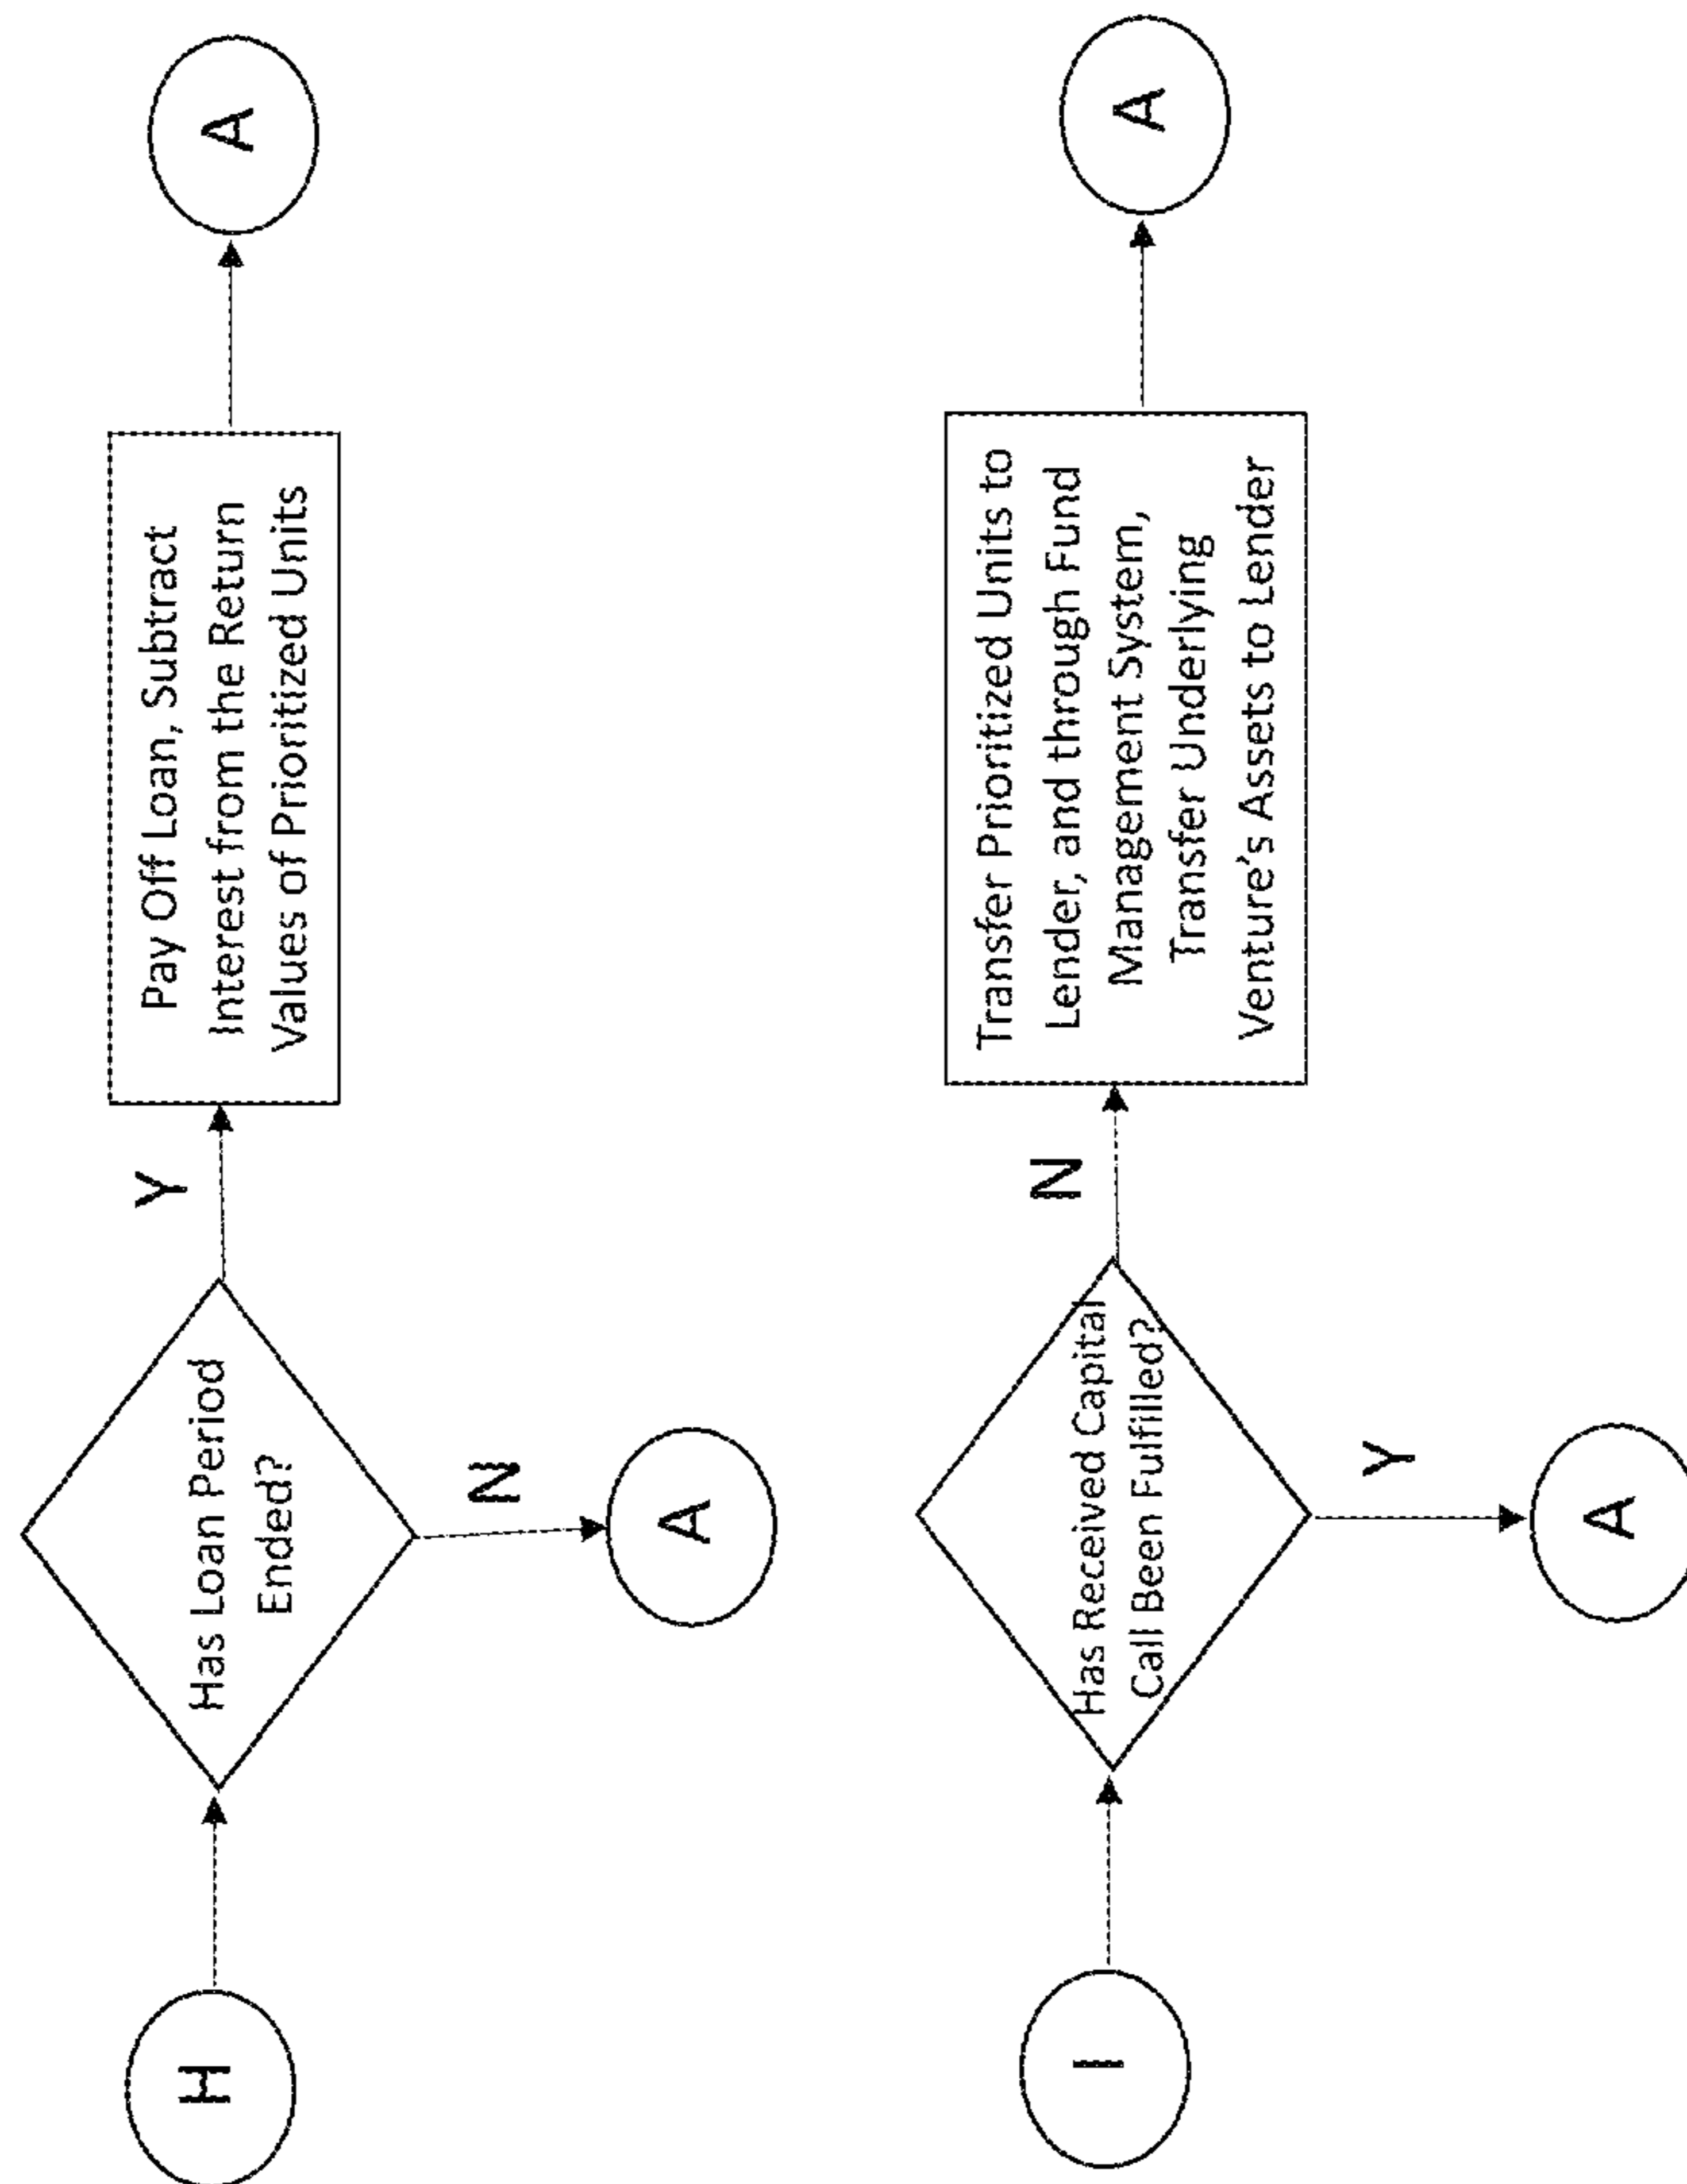 H
Has Loan Period
Ended?
Y
Pay Off Loan, Subtract
Interest from the Return
Values of Prioritized Units
A
N
A
I
Has Received Capital
Call Been Fulfilled?
N
Transfer Prioritized Units to
Lender, and through Fund
Management System,
Transfer Underlying
Venture's Assets to Lender
A
Y
A